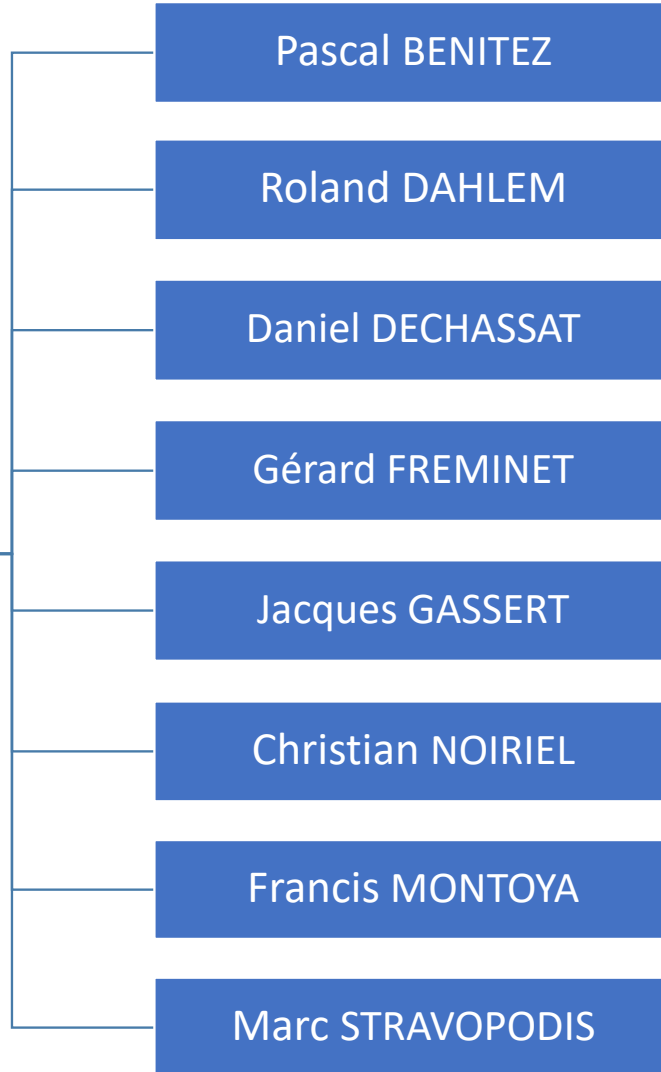 Pascal BENITEZ
Roland DAHLEM
Daniel DECHASSAT
Gérard FREMINET
Jacques GASSERT
Christian NOIRIEL
Francis MONTOYA
Marc STRAVOPODIS